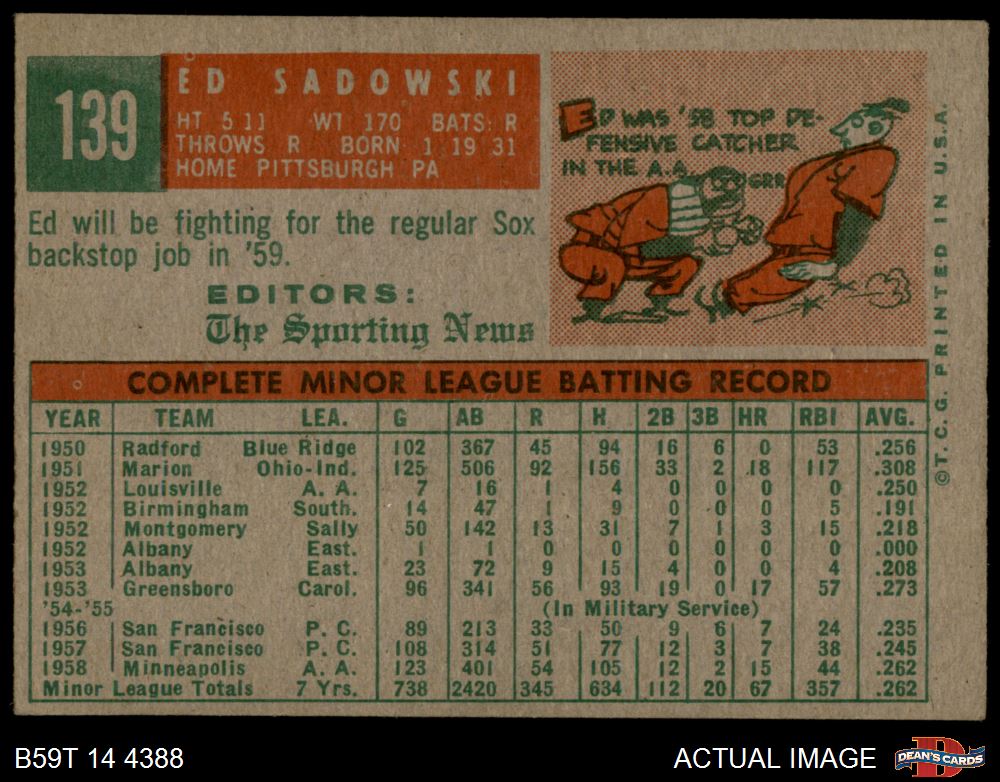 139
ED SADOWSKI
HT 5 11 WT 170 BATS: R
THROWS R BORN 1 19 31
HOME PITTSBURGH PA
Ed will be fighting for the regular Sox
backstop job in '59.
EDITORS:
The Sporting News
ED WAS '58 TOP DE-
FENSIVE CATCHER
IN THE A.A.
GRR
©T. C. G. PRINTED IN U.S.A.
COMPLETE MINOR LEAGUE BATTING RECORD
YEAR TEAM LEA. G AB R H 2B 3B HR RBI AVG.
1950 Radford Blue Ridge 102 367 45 94 16 6 0 53 .256
1951 Marion Ohio-Ind. 125 506 92 156 33 2 18 117 .308
1952 Louisville A. A. 7 16 1 4 0 0 0 0 .250
1952 Birmingham South. 14 47 1 9 0 0 0 5 .191
1952 Montgomery Sally 50 142 13 31 7 1 3 15 .218
1952 Albany East. 1 1 0 0 0 0 0 0 .000
1953 Albany East. 23 72 9 15 4 0 0 4 .208
1953 Greensboro Carol. 96 341 56 93 19 0 17 57 .273
'54-'55 (In Military Service)
1956 San Francisco P. C. 89 213 33 50 9 6 7 24 .235
1957 San Francisco P. C. 108 314 51 77 12 3 7 38 .245
1958 Minneapolis A. A. 123 401 54 105 12 2 15 44 .262
Minor League Totals 7 Yrs. 738 2420 345 634 112 20 67 357 .262
B59T 14 4388
ACTUAL IMAGE
D
DEAN'S CARDS